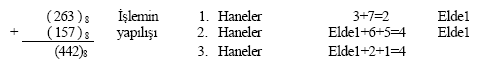 (263)₈ İşlemin 1. Haneler 3+7=2 Elde1
+ (157)₈ yapılışı 2. Haneler Elde1+6+5=4 Elde1
(442)₈ 3. Haneler Elde1+2+1=4